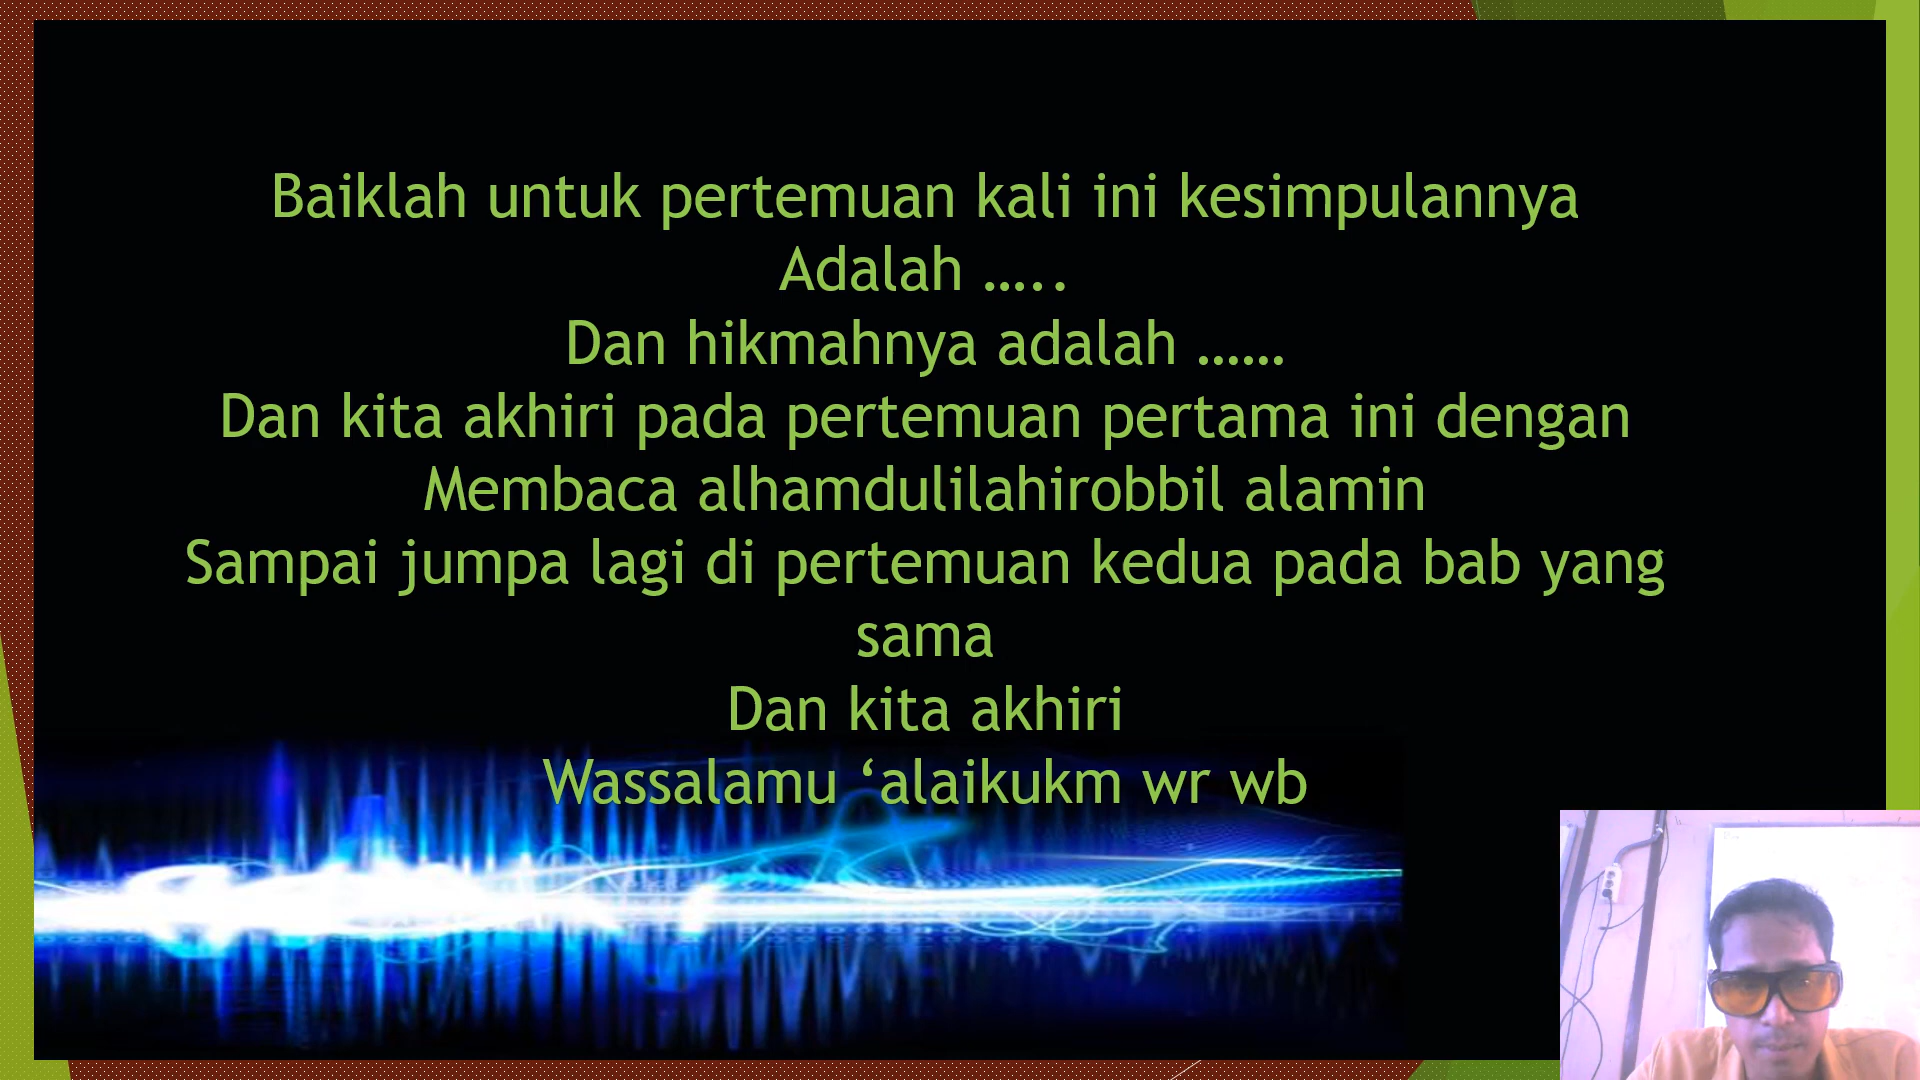 Baiklah untuk pertemuan kali ini kesimpulannya
Adalah …..
Dan hikmahnya adalah ……
Dan kita akhiri pada pertemuan pertama ini dengan
Membaca alhamdulilahirobbil alamin
Sampai jumpa lagi di pertemuan kedua pada bab yang
sama
Dan kita akhiri
Wassalamu ‘alaikukm wr wb